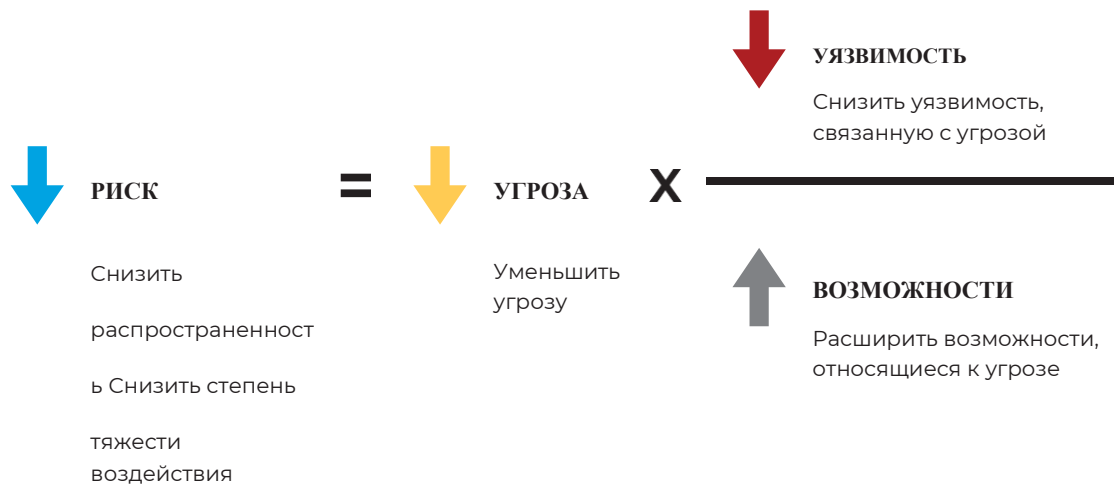 РИСК
Снизить
распространенност
ь Снизить степень
тяжести
воздействия
=
УГРОЗА
Уменьшить
угрозу
X
УЯЗВИМОСТЬ
Снизить уязвимость,
связанную с угрозой
ВОЗМОЖНОСТИ
Расширить возможности,
относящиеся к угрозе